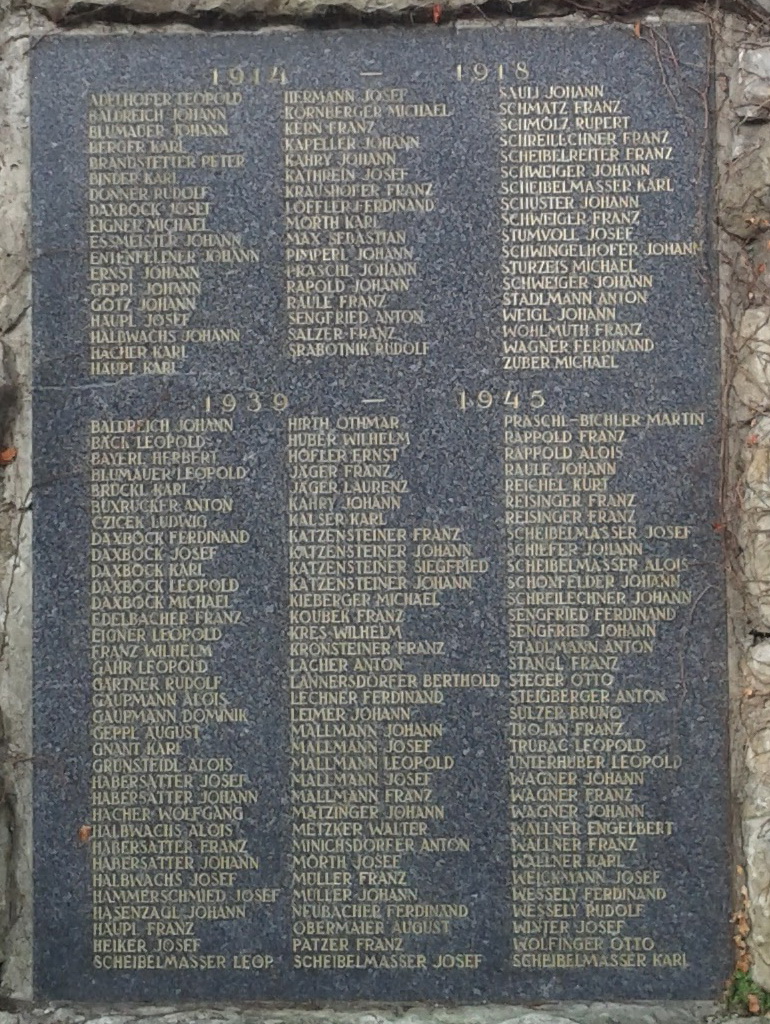 1914 — 1918
ADELHOFER LEOPOLD
BALDREICH JOHANN
BLUMAUER JOHANN
BERGER KARL
BRANDSTETTER PETER
BINDER KARL
DONNER RUDOLF
DAXBÖCK JOSEF
EIGNER MICHAEL
ESSMEISTER JOHANN
ENTENFELLNER JOHANN
ERNST JOHANN
GEPPL JOHANN
GÖTZ JOHANN
HÄUPL JOSEF
HALBWACHS JOHANN
HACHER KARL
HÄUPL KARL
HERMANN JOSEF
KORNBERGER MICHAEL
KERN FRANZ
KAPELLER JOHANN
KAHRY JOHANN
KATHREIN JOSEF
KRAUSHOFER FRANZ
LÖFFLER FERDINAND
MÖRTH KARL
MAX SEBASTIAN
PIMPERL JOHANN
PRASCHL JOHANN
RAPOLD JOHANN
RAULE FRANZ
SENGFRIED ANTON
SALZER FRANZ
SRABOTNIK RUDOLF
SAULI JOHANN
SCHMATZ FRANZ
SCHMÖLZ RUPERT
SCHREILECHNER FRANZ
SCHEIBELREITER FRANZ
SCHWEIGER JOHANN
SCHEIBELMASSER KARL
SCHUSTER JOHANN
SCHWEIGER FRANZ
STUMVOLL JOSEF
SCHWINGELHOFER JOHANN
STURZEIS MICHAEL
SCHWEIGER JOHANN
STADLMANN ANTON
WEIGL JOHANN
WOHLMUTH FRANZ
WAGNER FERDINAND
ZUBER MICHAEL
1939 — 1945
BALDREICH JOHANN
BÄCK LEOPOLD
BAYERL HERBERT
BLUMAUER LEOPOLD
BRÜCKL KARL
BUXRUCKER ANTON
CZICEK LUDWIG
DAXBÖCK FERDINAND
DAXBÖCK JOSEF
DAXBÖCK KARL
DAXBÖCK LEOPOLD
DAXBÖCK MICHAEL
EDELBACHER FRANZ
EIGNER LEOPOLD
FRANZ WILHELM
GAHR LEOPOLD
GÄRTNER RUDOLF
GAUPMANN ALOIS
GAUPMANN DOMINIK
GEPPL AUGUST
GNANT KARL
GRÜNSTEIDL ALOIS
HABERSATTER JOSEF
HABERSATTER JOHANN
HACHER WOLFGANG
HALBWACHS ALOIS
HABERSATTER FRANZ
HABERSATTER JOHANN
HALBWACHS JOSEF
HAMMERSCHMIED JOSEF
HASENZAGL JOHANN
HÄUPL FRANZ
HEIKER JOSEF
SCHEIBELMASSER LEOP.
HIRTH OTHMAR
HUBER WILHELM
HÖFLER ERNST
JÄGER FRANZ
JÄGER LAURENZ
KAHRY JOHANN
KAISER KARL
KATZENSTEINER FRANZ
KATZENSTEINER JOHANN
KATZENSTEINER SIEGFRIED
KATZENSTEINER JOHANN
KIEBERGER MICHAEL
KOUBEK FRANZ
KRES WILHELM
KRONSTEINER FRANZ
LACHER ANTON
LANNERSDORFER BERTHOLD
LECHNER FERDINAND
LEIMER JOHANN
MALLMANN JOHANN
MALLMANN JOSEF
MALLMANN LEOPOLD
MALLMANN JOSEF
MALLMANN FRANZ
MATZINGER JOHANN
METZKER WALTER
MINICHSDORFER ANTON
MÖRTH JOSEF
MÜLLER FRANZ
MÜLLER JOHANN
NEUBACHER FERDINAND
OBERMAIER AUGUST
PATZER FRANZ
SCHEIBELMASSER JOSEF
PRASCHL-BICHLER MARTIN
RAPPOLD FRANZ
RAPPOLD ALOIS
RAULE JOHANN
REICHEL KURT
REISINGER FRANZ
REISINGER FRANZ
SCHEIBELMASSER JOSEF
SCHIEFER JOHANN
SCHEIBELMASSER ALOIS
SCHÖNFELDER JOHANN
SCHREILECHNER JOHANN
SENGFRIED FERDINAND
SENGFRIED JOHANN
STADLMANN ANTON
STANGL FRANZ
STEGER OTTO
STEIGBERGER ANTON
SULZER BRUNO
TROJAN FRANZ
TRUBAC LEOPOLD
UNTERHUBER LEOPOLD
WAGNER JOHANN
WAGNER FRANZ
WAGNER JOHANN
WALLNER ENGELBERT
WALLNER FRANZ
WALLNER KARL
WEICKMANN JOSEF
WESSELY FERDINAND
WESSELY RUDOLF
WINTER JOSEF
WOLFINGER OTTO
SCHEIBELMASSER KARL